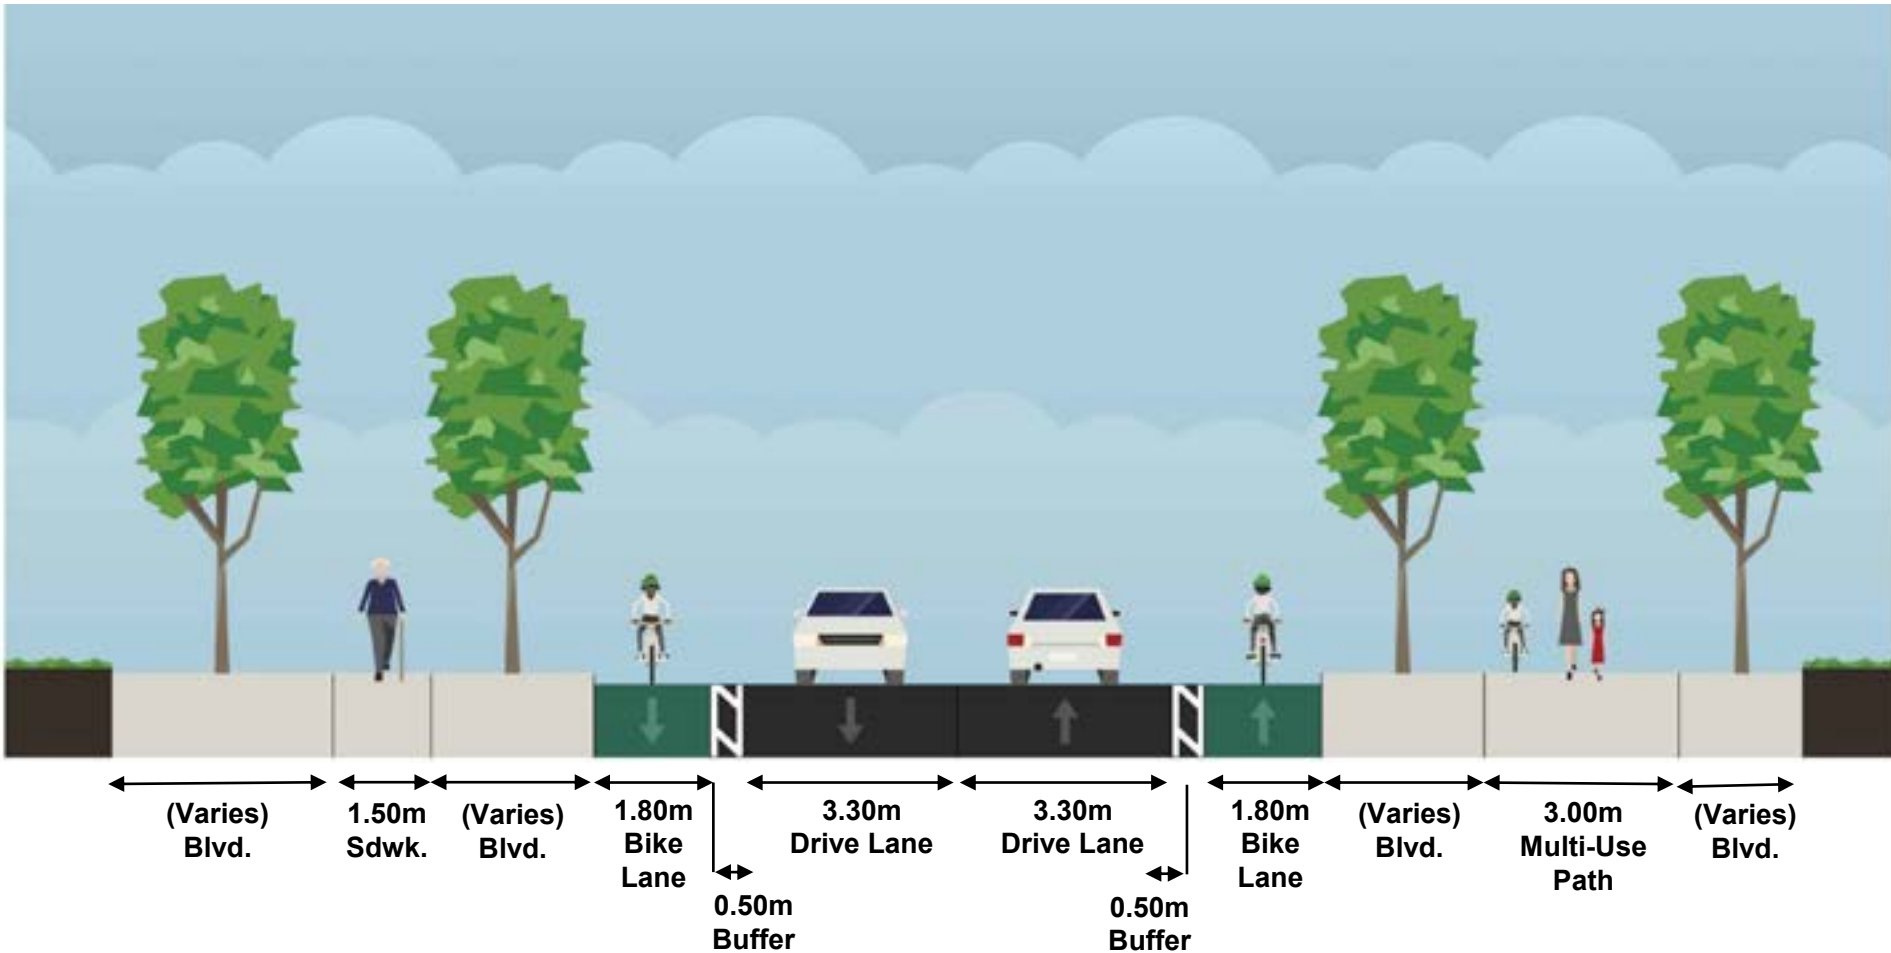 (Varies)
Blvd.
1.50m
Sdwk.
(Varies)
Blvd.
1.80m
Bike
Lane
0.50m
Buffer
3.30m
Drive Lane
3.30m
Drive Lane
0.50m
Buffer
1.80m
Bike
Lane
(Varies)
Blvd.
3.00m
Multi-Use
Path
(Varies)
Blvd.